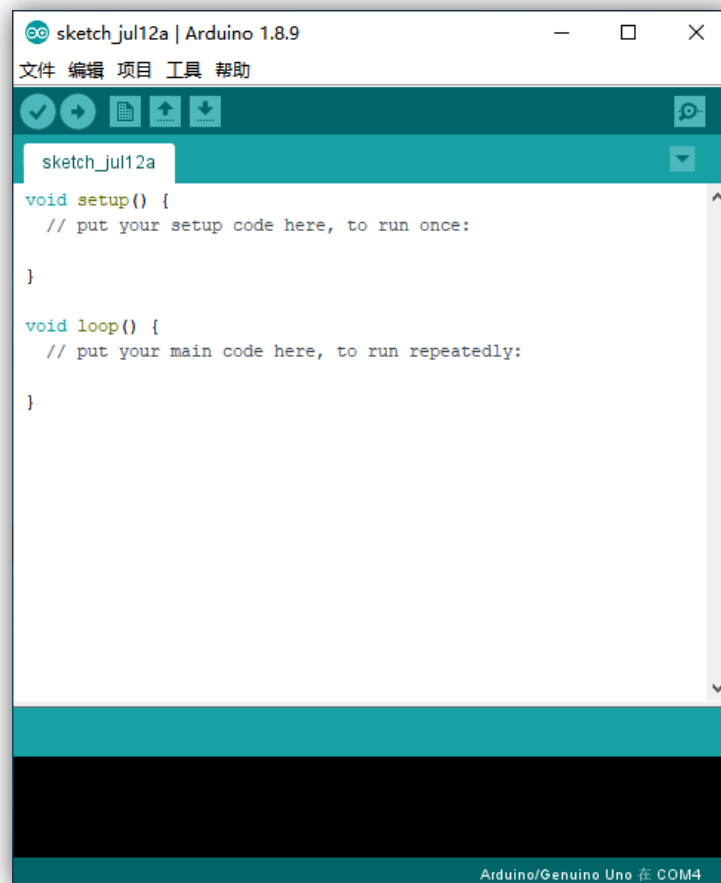 sketch_jul12a | Arduino 1.8.9
文件 编辑 项目 工具 帮助
sketch_jul12a
void setup() {
  // put your setup code here, to run once:
}
void loop() {
  // put your main code here, to run repeatedly:
}
Arduino/Genuino Uno 在 COM4